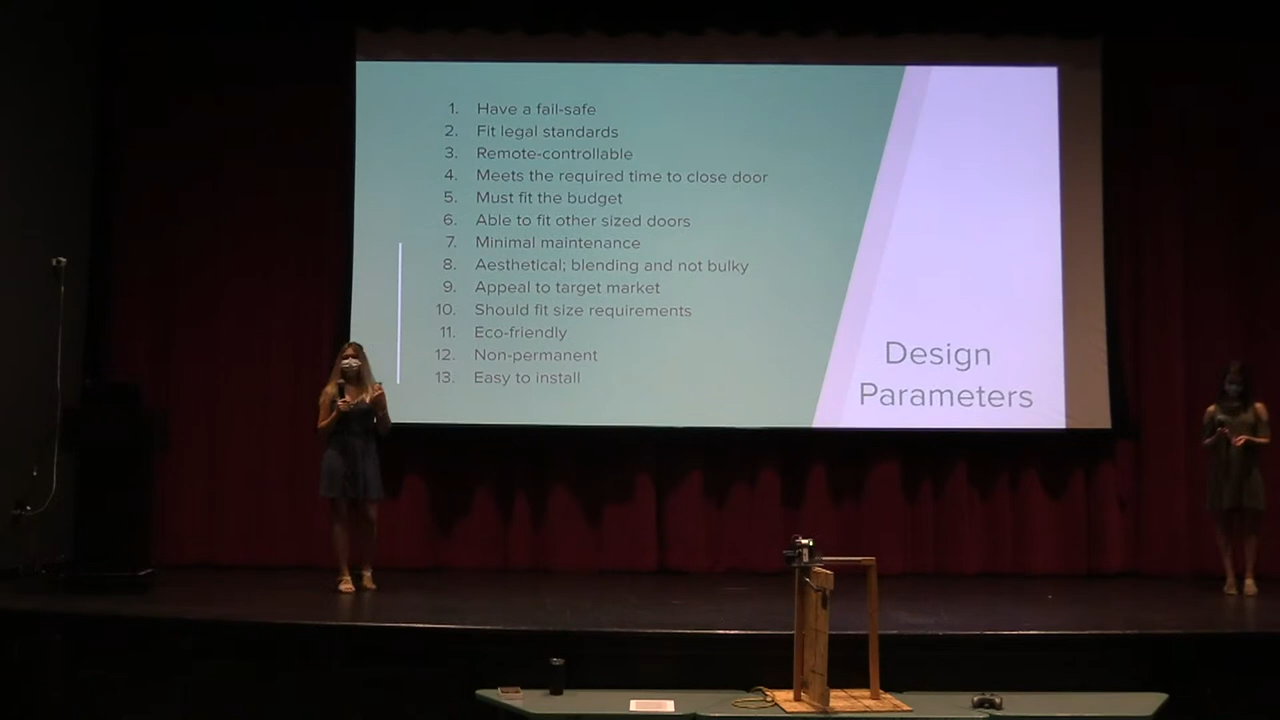 1. Have a fail-safe
2. Fit legal standards
3. Remote-controllable
4. Meets the required time to close door
5. Must fit the budget
6. Able to fit other sized doors
7. Minimal maintenance
8. Aesthetical; blending and not bulky
9. Appeal to target market
10. Should fit size requirements
11. Eco-friendly
12. Non-permanent
13. Easy to install
Design
Parameters